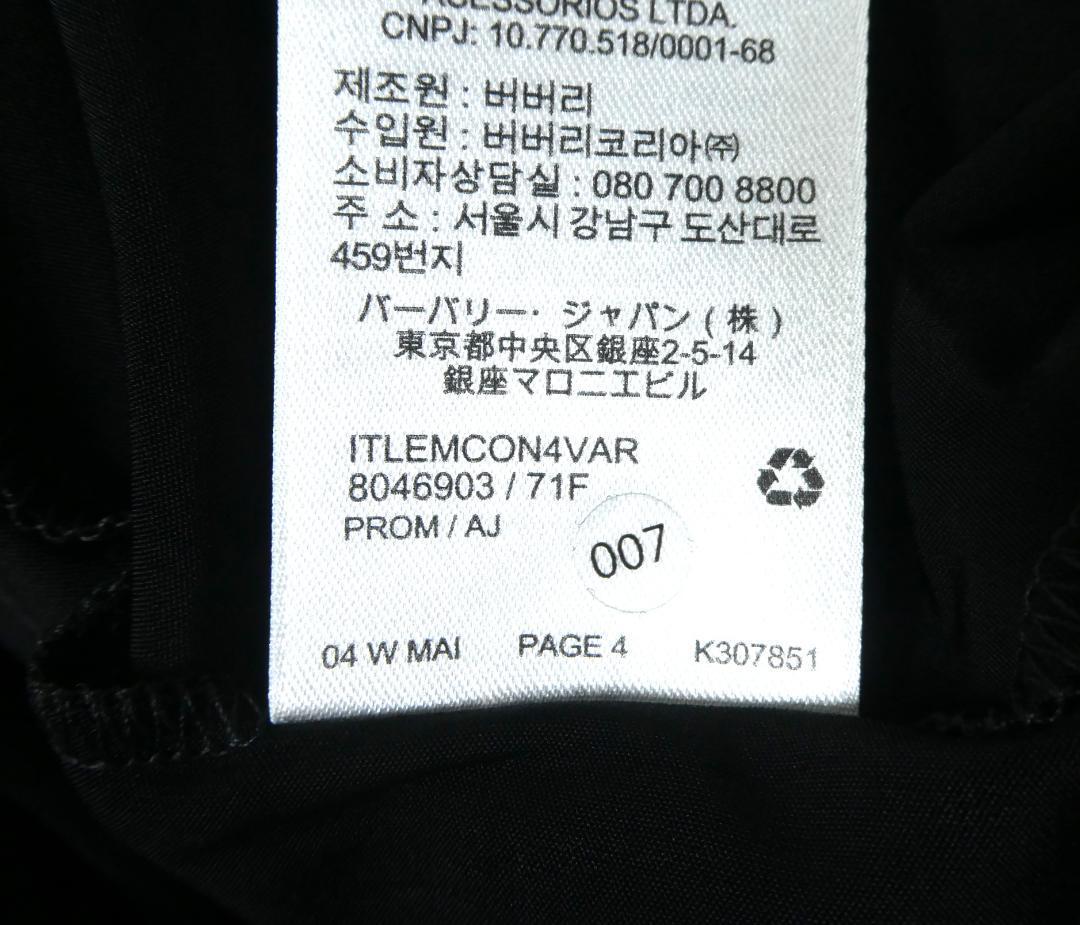 ACESSÓRIOS LTDA.
CNPJ: 10.770.518/0001-68
제조원 : 버버리
수입원 : 버버리코리아㈜
소비자상담실 : 080 700 8800
주 소 : 서울시 강남구 도산대로
459번지
バーバリー・ジャパン ( 株 )
東京都中央区銀座2-5-14
銀座マロニエビル
ITLEMCON4VAR
8046903 / 71F
PROM / AJ
007
04 W MAI PAGE 4 K307851